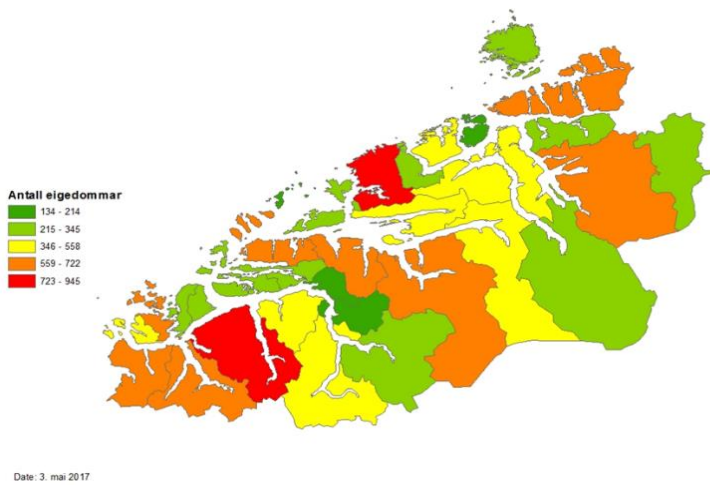 Antall eigedommar
134 - 214
215 - 345
346 - 558
559 - 722
723 - 945
Date: 3. mai 2017